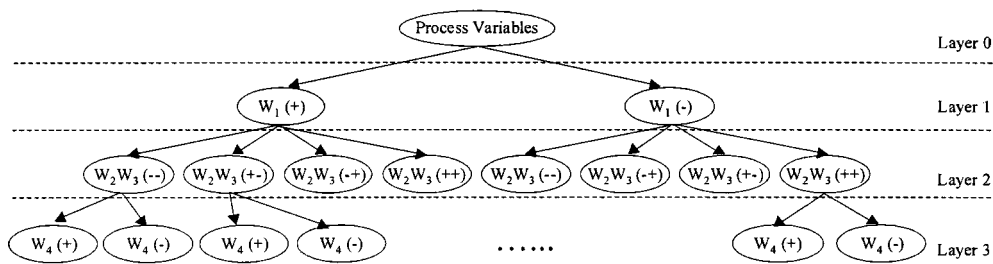 Process Variables
Layer 0
W₁ (+) W₁ (-)
Layer 1
W₂W₃ (--) W₂W₃ (+-) W₂W₃ (-+) W₂W₃ (++) W₂W₃ (--) W₂W₃ (-+) W₂W₃ (+-) W₂W₃ (++)
Layer 2
W₄ (+) W₄ (-) W₄ (+) W₄ (-) ...... W₄ (+) W₄ (-)
Layer 3